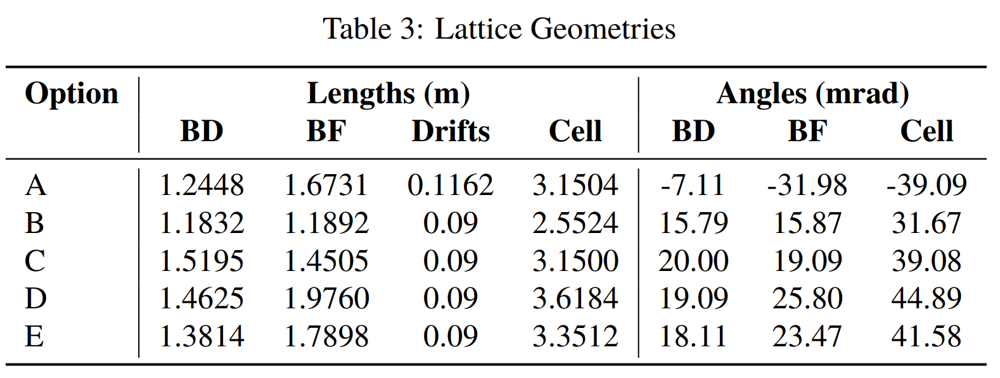 Table 3: Lattice Geometries
Option Lengths (m) Angles (mrad)
BD BF Drifts Cell BD BF Cell
A 1.2448 1.6731 0.1162 3.1504 -7.11 -31.98 -39.09
B 1.1832 1.1892 0.09 2.5524 15.79 15.87 31.67
C 1.5195 1.4505 0.09 3.1500 20.00 19.09 39.08
D 1.4625 1.9760 0.09 3.6184 19.09 25.80 44.89
E 1.3814 1.7898 0.09 3.3512 18.11 23.47 41.58